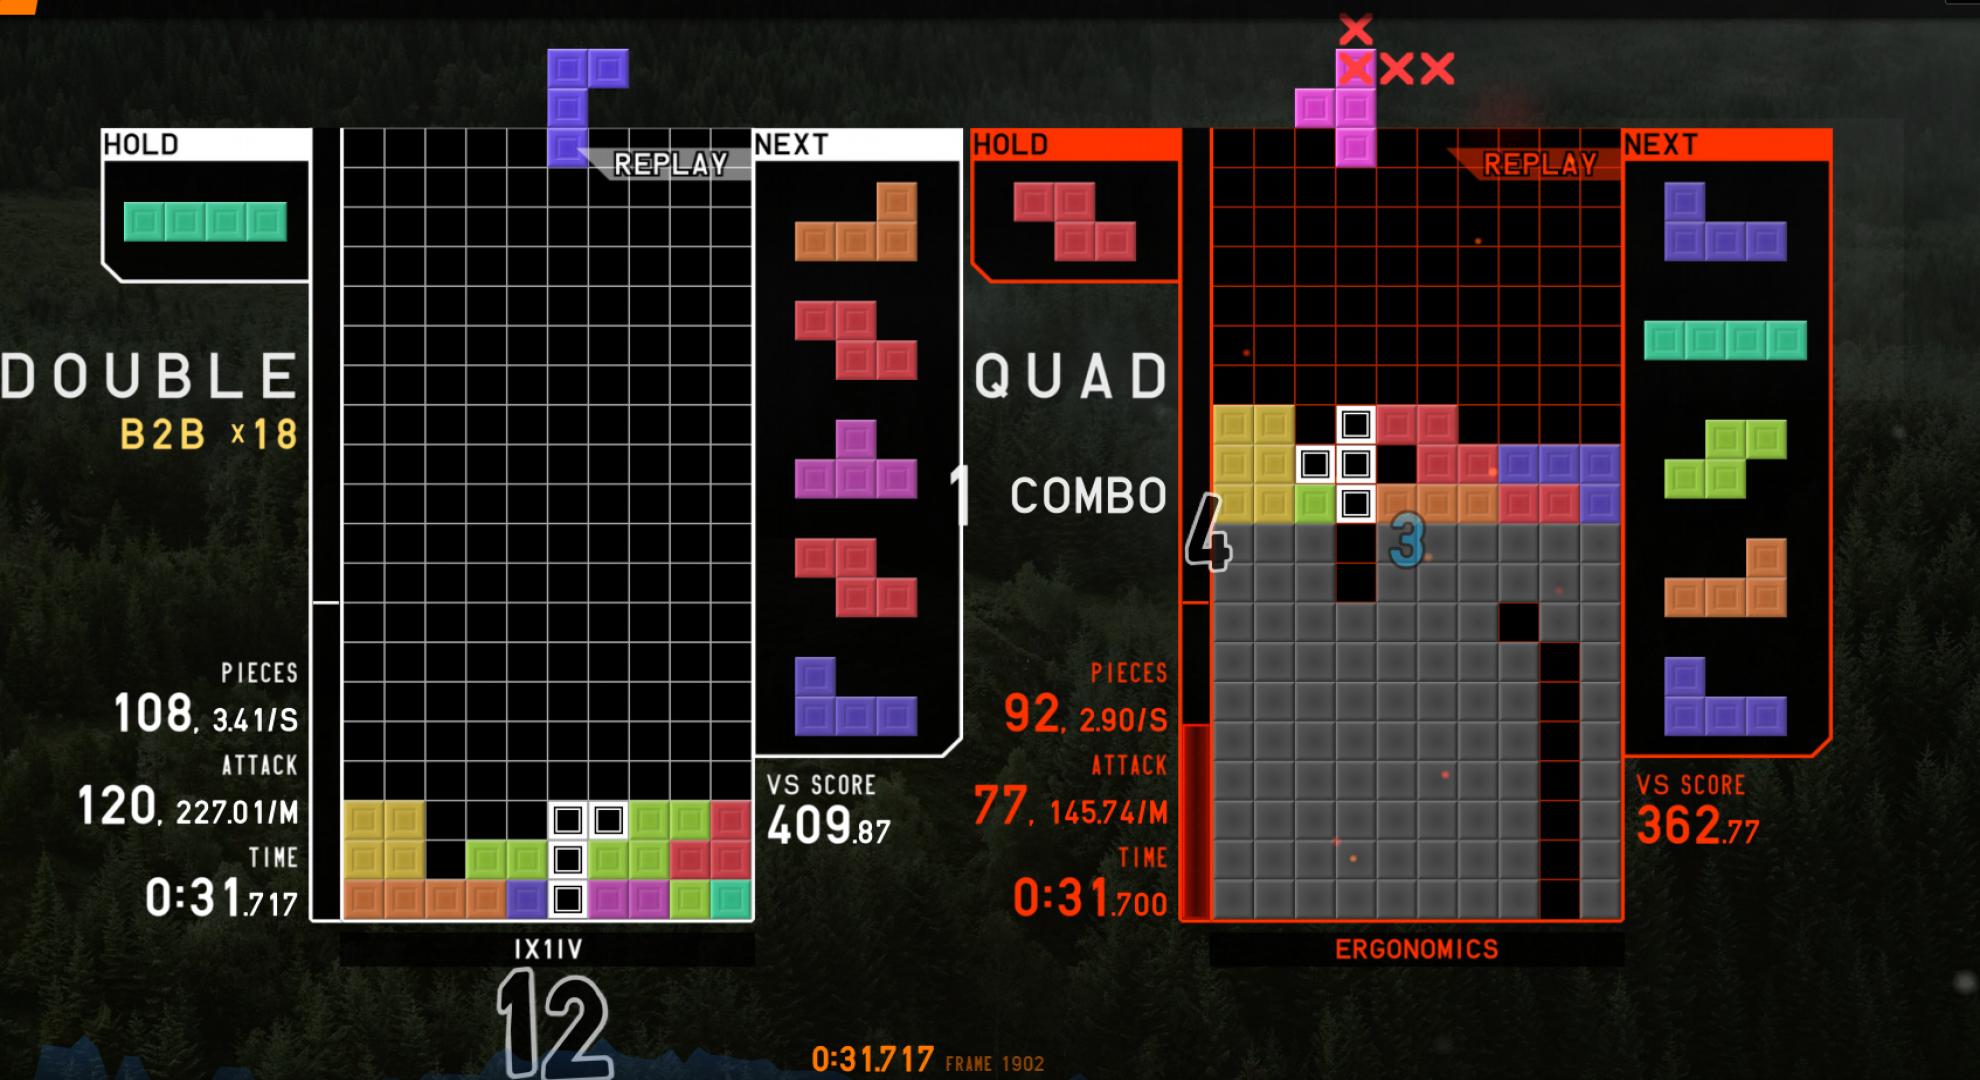 HOLD
REPLAY
NEXT
DOUBLE
B2B x18
PIECES
108, 3.41/S
ATTACK
120, 227.01/M
TIME
0:31.717
VS SCORE
409.87
IX1IV
12
HOLD
REPLAY
NEXT
QUAD
1 COMBO
4
3
PIECES
92, 2.90/S
ATTACK
77, 145.74/M
TIME
0:31.700
VS SCORE
362.77
ERGONOMICS
0:31.717 FRAME 1902